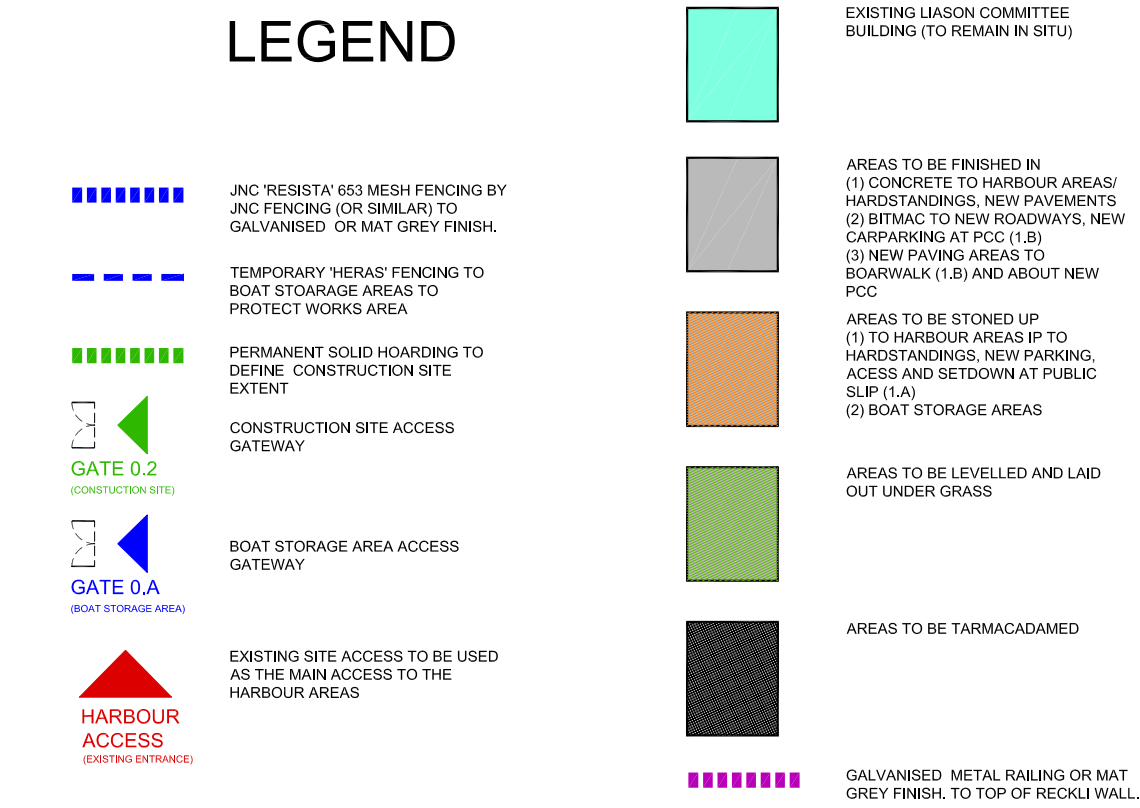 LEGEND
JNC 'RESISTA' 653 MESH FENCING BY
JNC FENCING (OR SIMILAR) TO
GALVANISED OR MAT GREY FINISH.
TEMPORARY 'HERAS' FENCING TO
BOAT STOARAGE AREAS TO
PROTECT WORKS AREA
PERMANENT SOLID HOARDING TO
DEFINE CONSTRUCTION SITE
EXTENT
GATE 0.2
(CONSTUCTION SITE)
CONSTRUCTION SITE ACCESS
GATEWAY
GATE 0.A
(BOAT STORAGE AREA)
BOAT STORAGE AREA ACCESS
GATEWAY
HARBOUR
ACCESS
(EXISTING ENTRANCE)
EXISTING SITE ACCESS TO BE USED
AS THE MAIN ACCESS TO THE
HARBOUR AREAS
EXISTING LIASON COMMITTEE
BUILDING (TO REMAIN IN SITU)
AREAS TO BE FINISHED IN
(1) CONCRETE TO HARBOUR AREAS/
HARDSTANDINGS, NEW PAVEMENTS
(2) BITMAC TO NEW ROADWAYS, NEW
CARPARKING AT PCC (1.B)
(3) NEW PAVING AREAS TO
BOARWALK (1.B) AND ABOUT NEW
PCC
AREAS TO BE STONED UP
(1) TO HARBOUR AREAS IP TO
HARDSTANDINGS, NEW PARKING,
ACESS AND SETDOWN AT PUBLIC
SLIP (1.A)
(2) BOAT STORAGE AREAS
AREAS TO BE LEVELLED AND LAID
OUT UNDER GRASS
AREAS TO BE TARMACADAMED
GALVANISED METAL RAILING OR MAT
GREY FINISH. TO TOP OF RECKLI WALL.